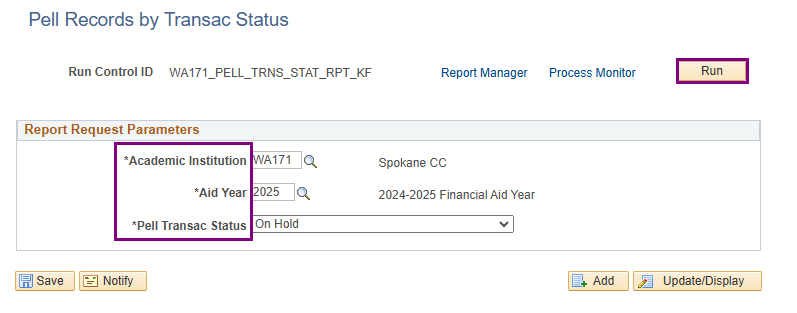 Pell Records by Transac Status
Run Control ID WA171_PELL_TRNS_STAT_RPT_KF Report Manager Process Monitor Run
Report Request Parameters
*Academic Institution WA171 Spokane CC
*Aid Year 2025 2024-2025 Financial Aid Year
*Pell Transac Status On Hold
Save Notify Add Update/Display